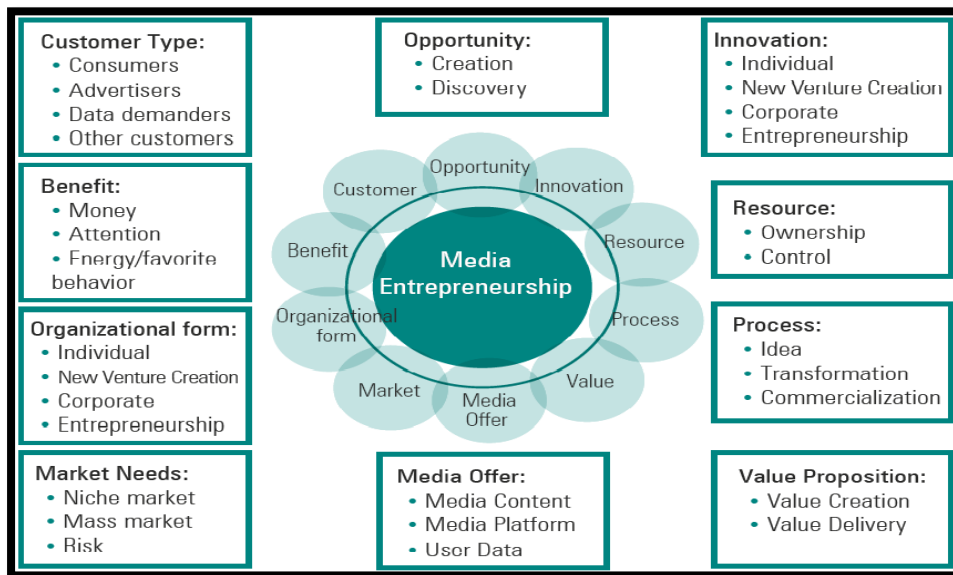 Customer Type:
• Consumers
• Advertisers
• Data demanders
• Other customers
Opportunity:
• Creation
• Discovery
Innovation:
• Individual
• New Venture Creation
• Corporate
• Entrepreneurship
Benefit:
• Money
• Attention
• Energy/favorite
behavior
Resource:
• Ownership
• Control
Organizational form:
• Individual
• New Venture Creation
• Corporate
• Entrepreneurship
Process:
• Idea
• Transformation
• Commercialization
Market Needs:
• Niche market
• Mass market
• Risk
Media Offer:
• Media Content
• Media Platform
• User Data
Value Proposition:
• Value Creation
• Value Delivery
Media
Entrepreneurship
Opportunity
Innovation
Resource
Process
Value
Media
Offer
Market
Organizational
form
Benefit
Customer